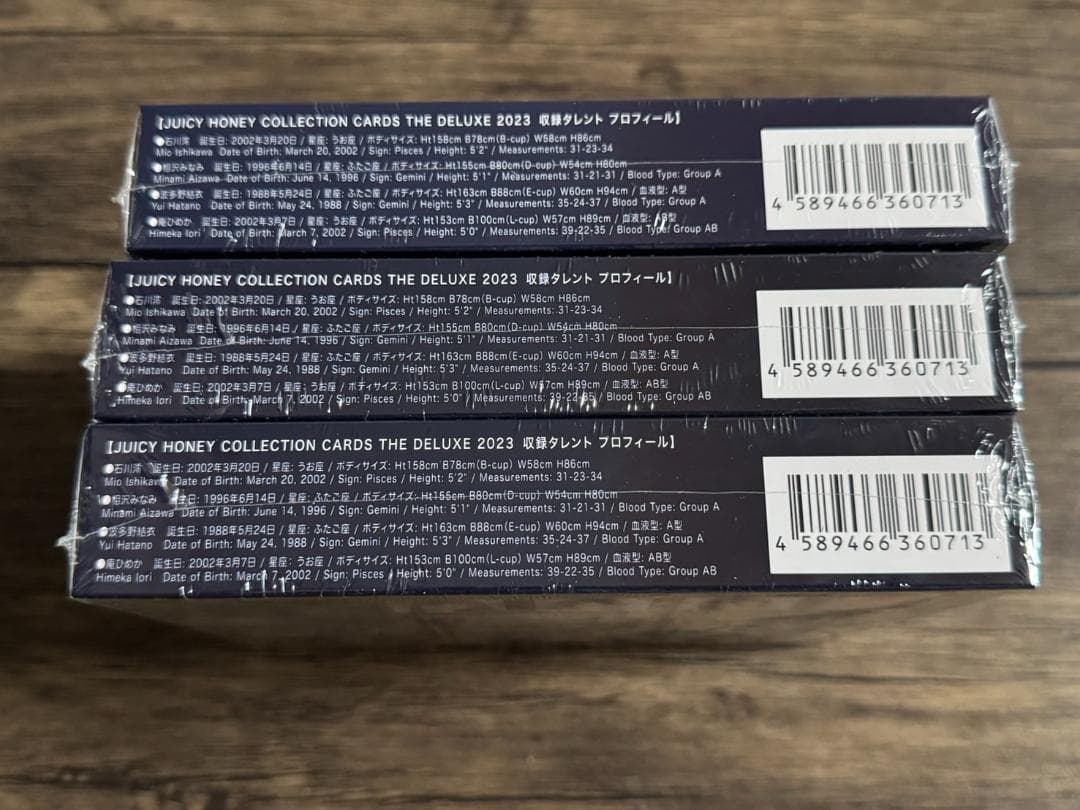 【JUICY HONEY COLLECTION CARDS THE DELUXE 2023 収録タレント プロフィール】
●石川澪 誕生日: 2002年3月20日 / 星座: うお座 / ボディサイズ: Ht158cm B78cm(B-cup) W58cm H86cm
Mio Ishikawa Date of Birth: March 20, 2002 / Sign: Pisces / Height: 5'2" / Measurements: 31-23-34
●相沢みなみ 誕生日: 1996年6月14日 / 星座: ふたご座 / ボディサイズ: Ht155cm B80cm(D-cup) W54cm H80cm
Minami Aizawa Date of Birth: June 14, 1996 / Sign: Gemini / Height: 5'1" / Measurements: 31-21-31 / Blood Type: Group A
●波多野結衣 誕生日: 1988年5月24日 / 星座: ふたご座 / ボディサイズ: Ht163cm B88cm(E-cup) W60cm H94cm / 血液型: A型
Yui Hatano Date of Birth: May 24, 1988 / Sign: Gemini / Height: 5'3" / Measurements: 35-24-37 / Blood Type: Group A
●庵ひめか 誕生日: 2002年3月7日 / 星座: うお座 / ボディサイズ: Ht153cm B100cm(L-cup) W57cm H89cm / 血液型: AB型
Himeka Iori Date of Birth: March 7, 2002 / Sign: Pisces / Height: 5'0" / Measurements: 39-22-35 / Blood Type: Group AB
4 589466 360713
【JUICY HONEY COLLECTION CARDS THE DELUXE 2023 収録タレント プロフィール】
●石川澪 誕生日: 2002年3月20日 / 星座: うお座 / ボディサイズ: Ht158cm B78cm(B-cup) W58cm H86cm
Mio Ishikawa Date of Birth: March 20, 2002 / Sign: Pisces / Height: 5'2" / Measurements: 31-23-34
●相沢みなみ 誕生日: 1996年6月14日 / 星座: ふたご座 / ボディサイズ: Ht155cm B80cm(D-cup) W54cm H80cm
Minami Aizawa Date of Birth: June 14, 1996 / Sign: Gemini / Height: 5'1" / Measurements: 31-21-31 / Blood Type: Group A
●波多野結衣 誕生日: 1988年5月24日 / 星座: ふたご座 / ボディサイズ: Ht163cm B88cm(E-cup) W60cm H94cm / 血液型: A型
Yui Hatano Date of Birth: May 24, 1988 / Sign: Gemini / Height: 5'3" / Measurements: 35-24-37 / Blood Type: Group A
●庵ひめか 誕生日: 2002年3月7日 / 星座: うお座 / ボディサイズ: Ht153cm B100cm(L-cup) W57cm H89cm / 血液型: AB型
Himeka Iori Date of Birth: March 7, 2002 / Sign: Pisces / Height: 5'0" / Measurements: 39-22-35 / Blood Type: Group AB
4 589466 360713
【JUICY HONEY COLLECTION CARDS THE DELUXE 2023 収録タレント プロフィール】
●石川澪 誕生日: 2002年3月20日 / 星座: うお座 / ボディサイズ: Ht158cm B78cm(B-cup) W58cm H86cm
Mio Ishikawa Date of Birth: March 20, 2002 / Sign: Pisces / Height: 5'2" / Measurements: 31-23-34
●相沢みなみ 誕生日: 1996年6月14日 / 星座: ふたご座 / ボディサイズ: Ht155cm B80cm(D-cup) W54cm H80cm
Minami Aizawa Date of Birth: June 14, 1996 / Sign: Gemini / Height: 5'1" / Measurements: 31-21-31 / Blood Type: Group A
●波多野結衣 誕生日: 1988年5月24日 / 星座: ふたご座 / ボディサイズ: Ht163cm B88cm(E-cup) W60cm H94cm / 血液型: A型
Yui Hatano Date of Birth: May 24, 1988 / Sign: Gemini / Height: 5'3" / Measurements: 35-24-37 / Blood Type: Group A
●庵ひめか 誕生日: 2002年3月7日 / 星座: うお座 / ボディサイズ: Ht153cm B100cm(L-cup) W57cm H89cm / 血液型: AB型
Himeka Iori Date of Birth: March 7, 2002 / Sign: Pisces / Height: 5'0" / Measurements: 39-22-35 / Blood Type: Group AB
4 589466 360713